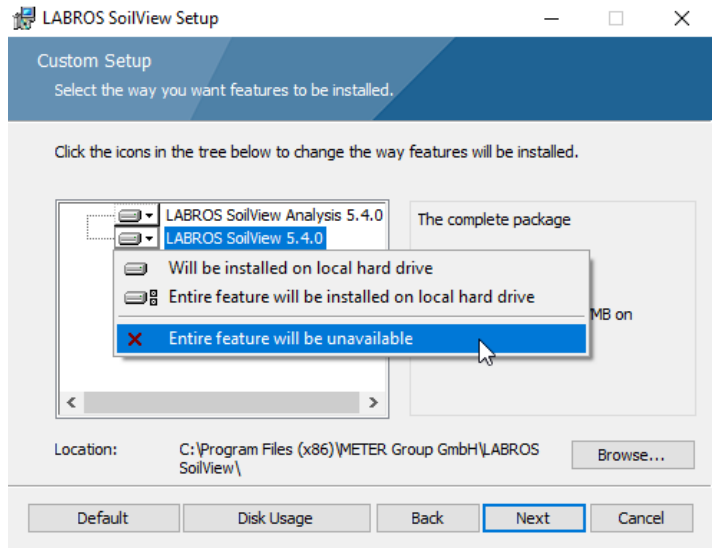 LABROS SoilView Setup
Custom Setup
Select the way you want features to be installed.
Click the icons in the tree below to change the way features will be installed.
LABROS SoilView Analysis 5.4.0
LABROS SoilView 5.4.0
The complete package
Will be installed on local hard drive
Entire feature will be installed on local hard drive
MB on
Entire feature will be unavailable
Location:
C:\Program Files (x86)\METER Group GmbH\LABROS
SoilView\
Browse...
Default
Disk Usage
Back
Next
Cancel